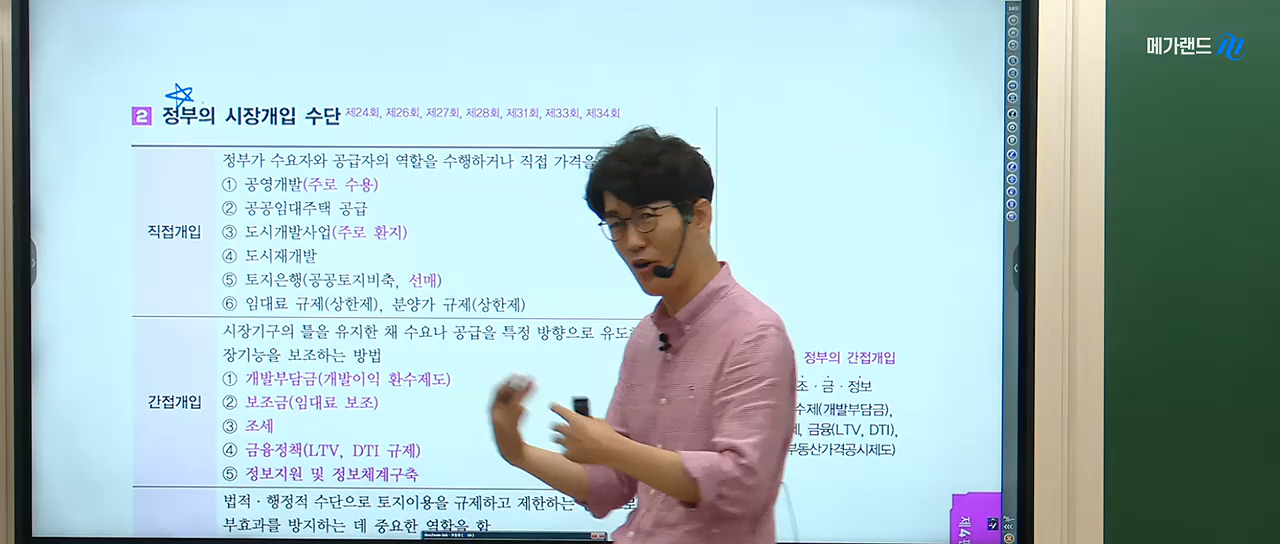 메가랜드
2 정부의 시장개입 수단 제24회, 제26회, 제27회, 제28회, 제31회, 제33회, 제34회
직접개입
정부가 수요자와 공급자의 역할을 수행하거나 직접 가격을
① 공영개발(주로 수용)
② 공공임대주택 공급
③ 도시개발사업(주로 환지)
④ 도시재개발
⑤ 토지은행(공공토지비축, 선매)
⑥ 임대료 규제(상한제), 분양가 규제(상한제)
간접개입
시장기구의 틀을 유지한 채 수요나 공급을 특정 방향으로
장기능을 보조하는 방법
① 개발부담금(개발이익 환수제도)
② 보조금(임대료 보조)
③ 조세
④ 금융정책(LTV, DTI 규제)
⑤ 정보지원 및 정보체계구축
법적·행정적 수단으로 토지이용을 규제하고 제한하는
부효과를 방지하는 데 중요한 역할을 함
정부의 간접개입
조·금·정보
수제(개발부담금),
금융(LTV, DTI),
부동산가격공시제도)
제4편